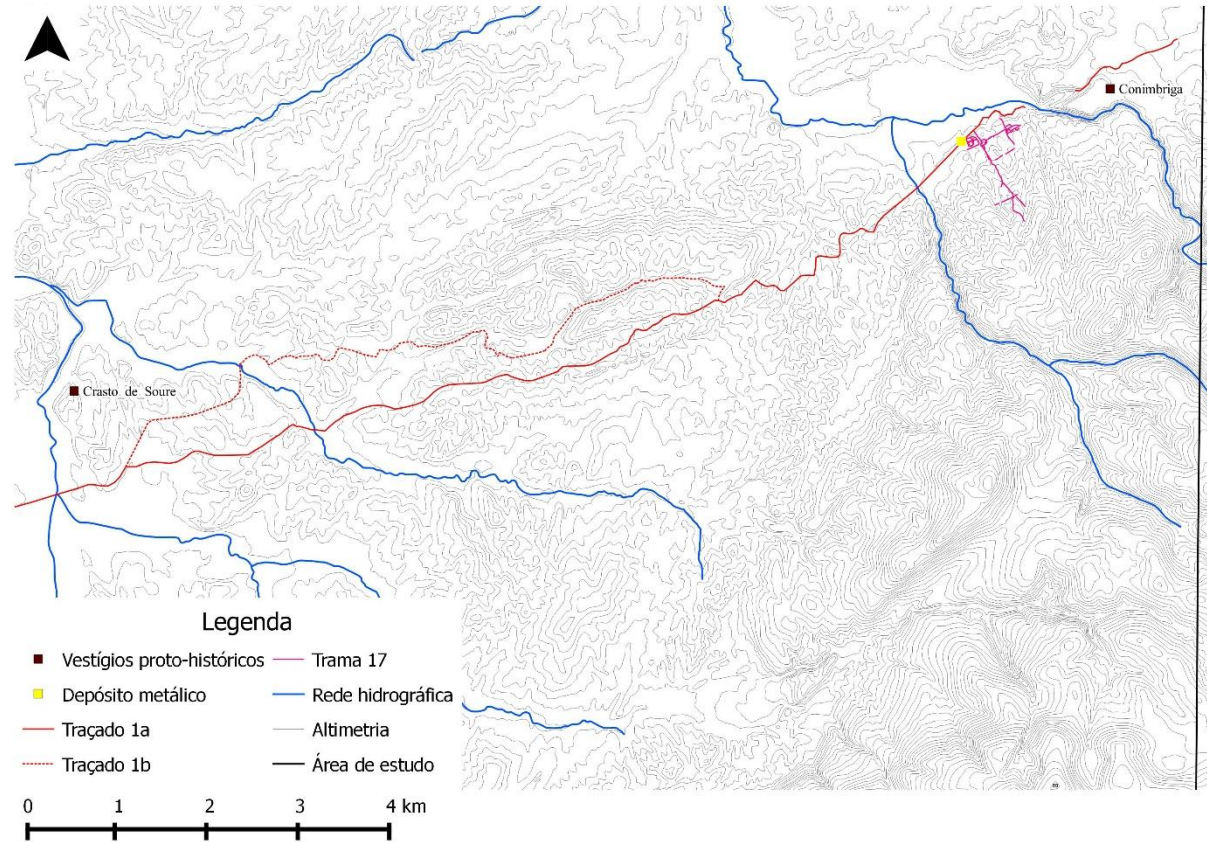 Conimbriga
Crasto_de_Soure
Legenda
Vestígios proto-históricos
Trama 17
Depósito metálico
Rede hidrográfica
Traçado 1a
Altimetria
Traçado 1b
Área de estudo
0 1 2 3 4 km